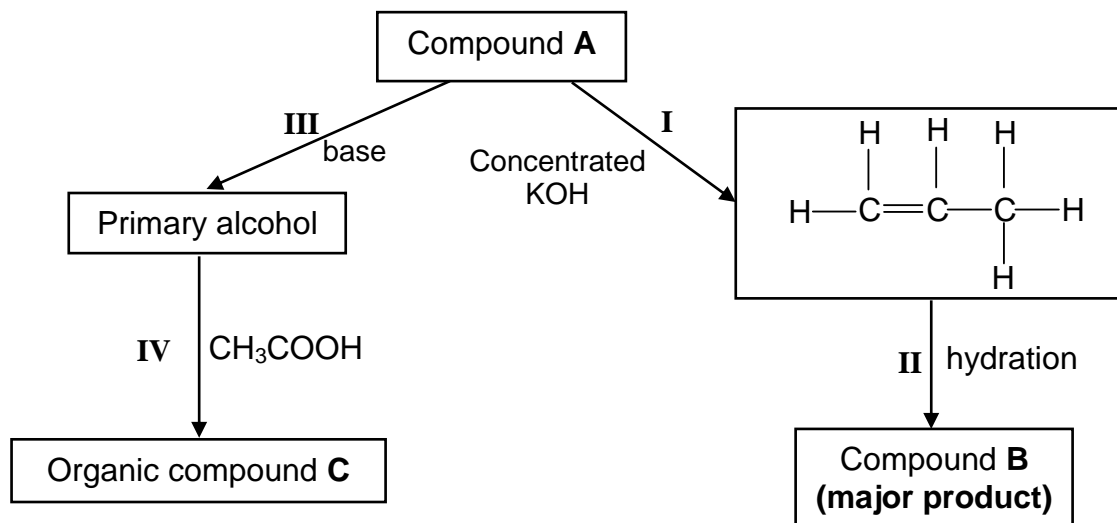 Compound A
III
base
I
Concentrated
KOH
H H H
H C C C H
H
Primary alcohol
IV CH₃COOH
II hydration
Organic compound C
Compound B
(major product)